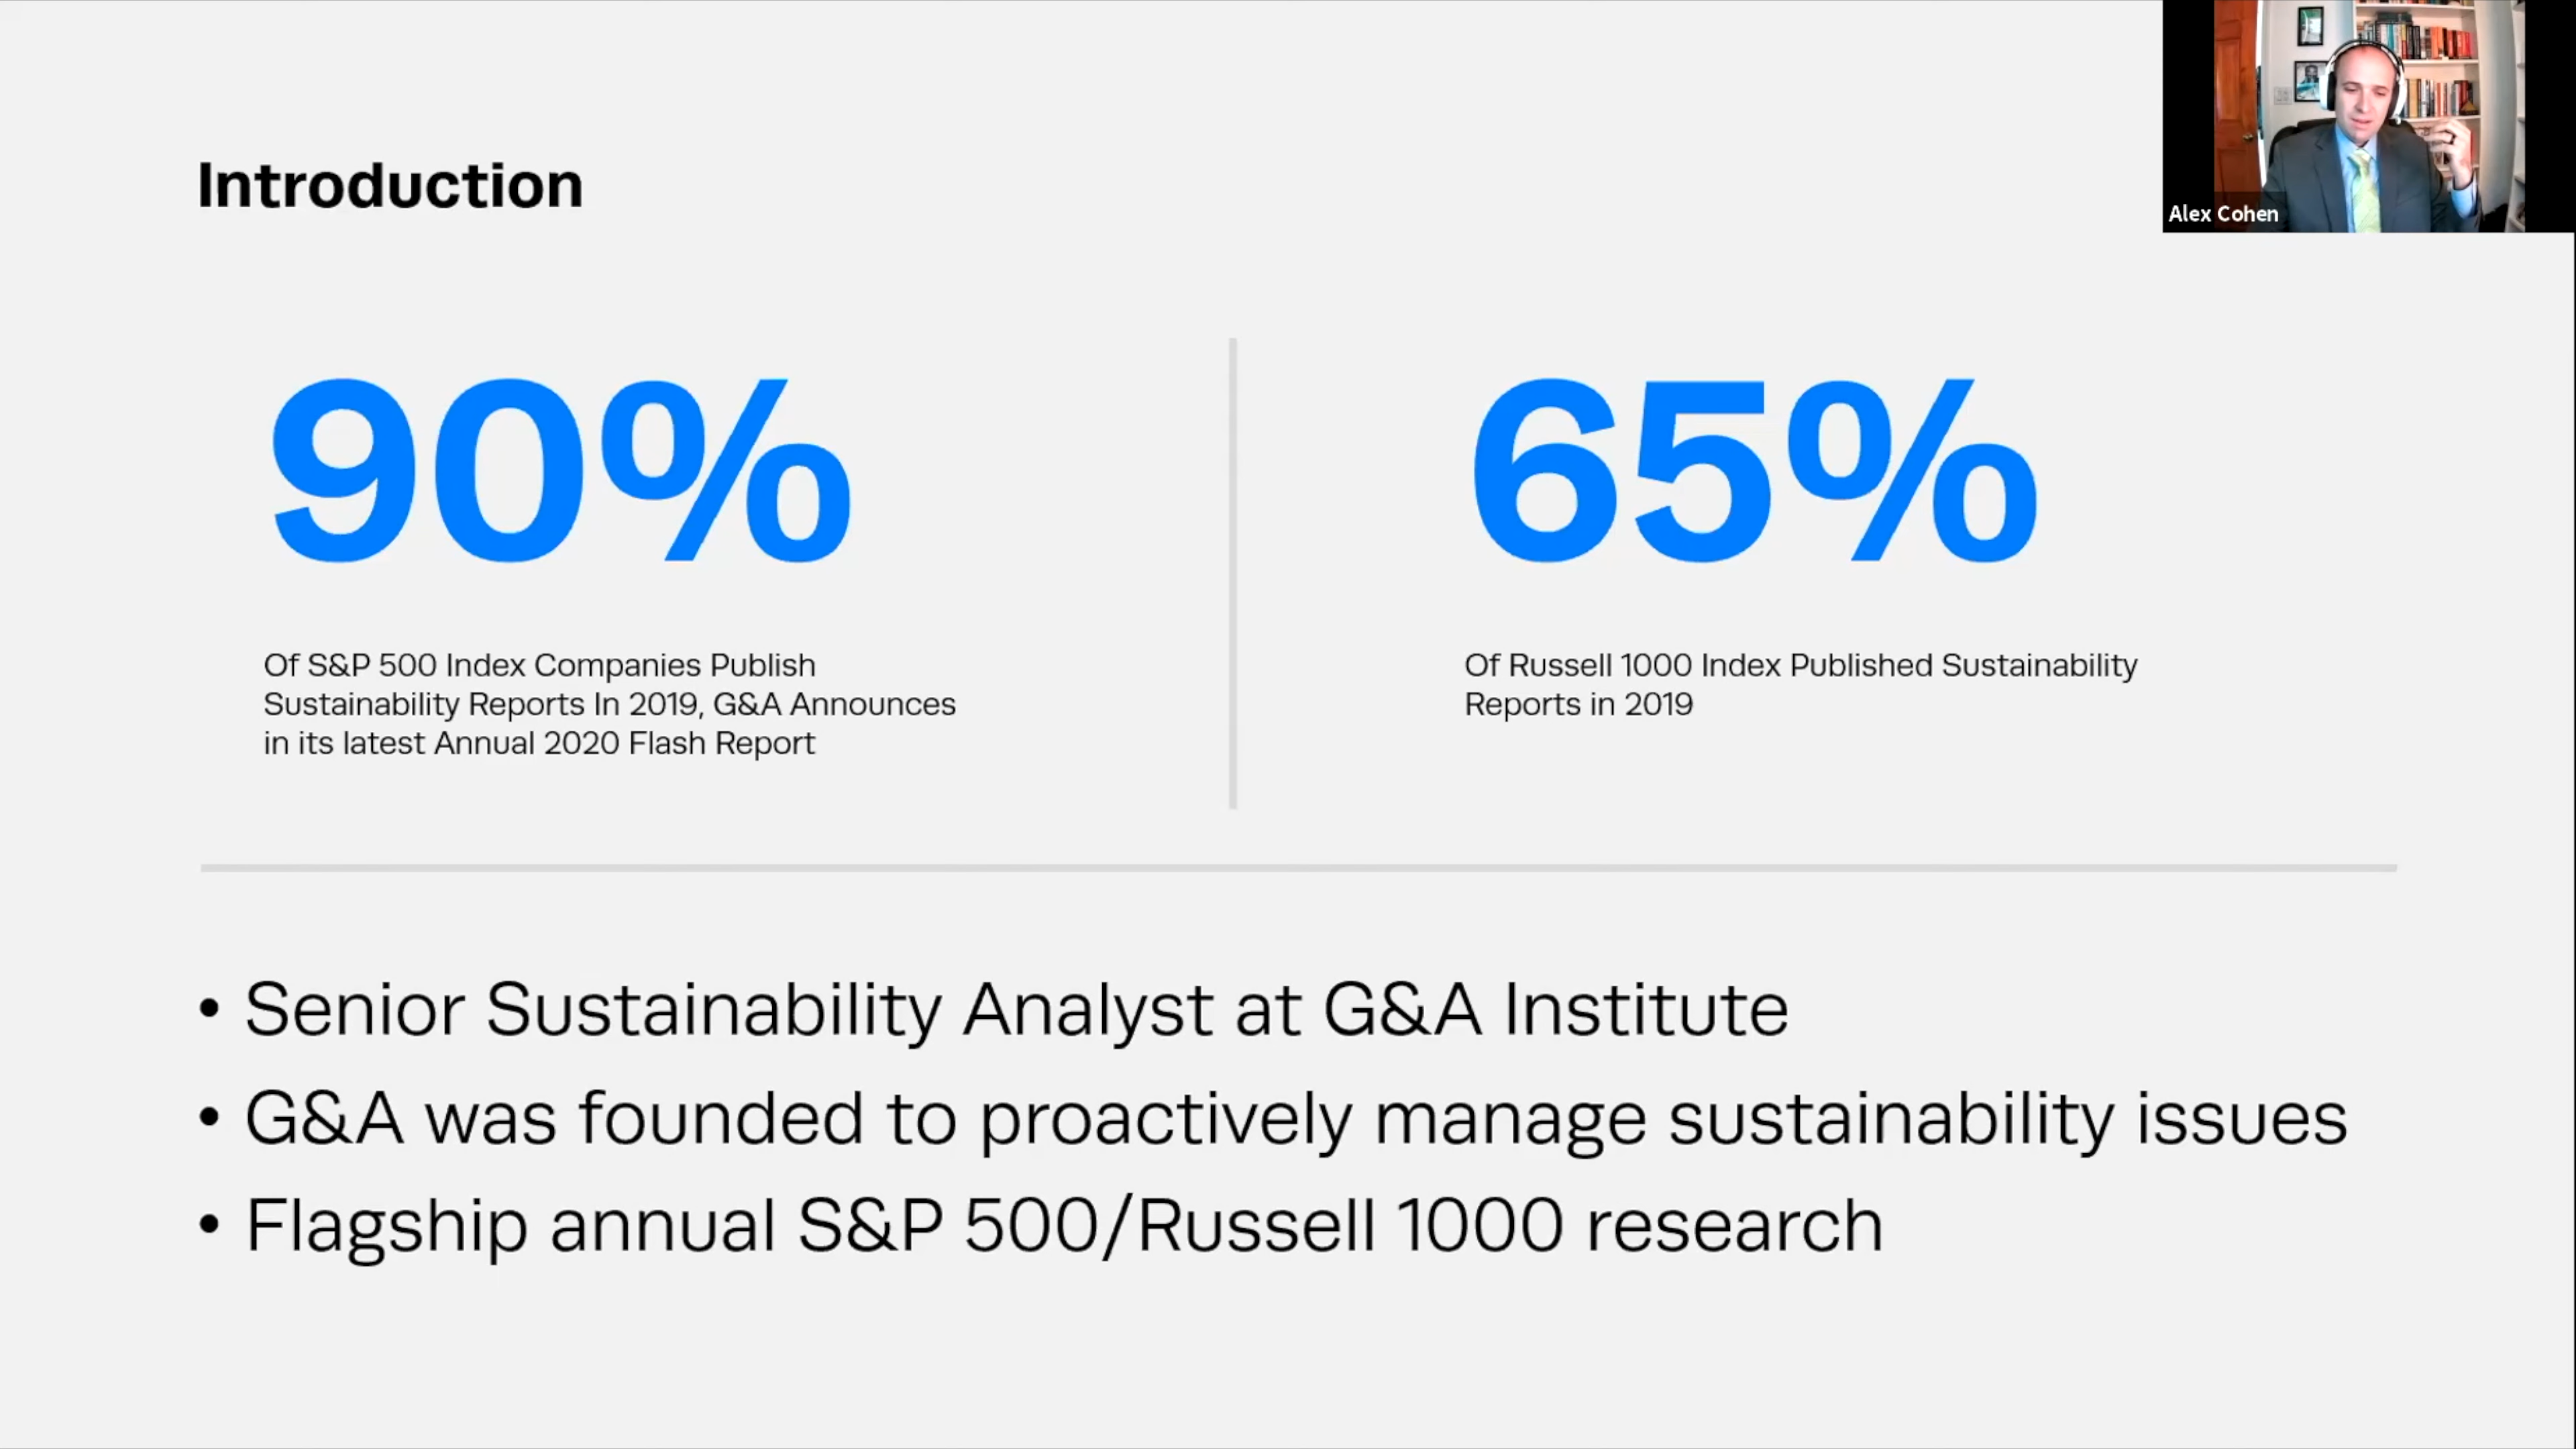 Introduction
Alex Cohen
90%
Of S&P 500 Index Companies Publish
Sustainability Reports In 2019, G&A Announces
in its latest Annual 2020 Flash Report
65%
Of Russell 1000 Index Published Sustainability
Reports in 2019
• Senior Sustainability Analyst at G&A Institute
• G&A was founded to proactively manage sustainability issues
• Flagship annual S&P 500/Russell 1000 research